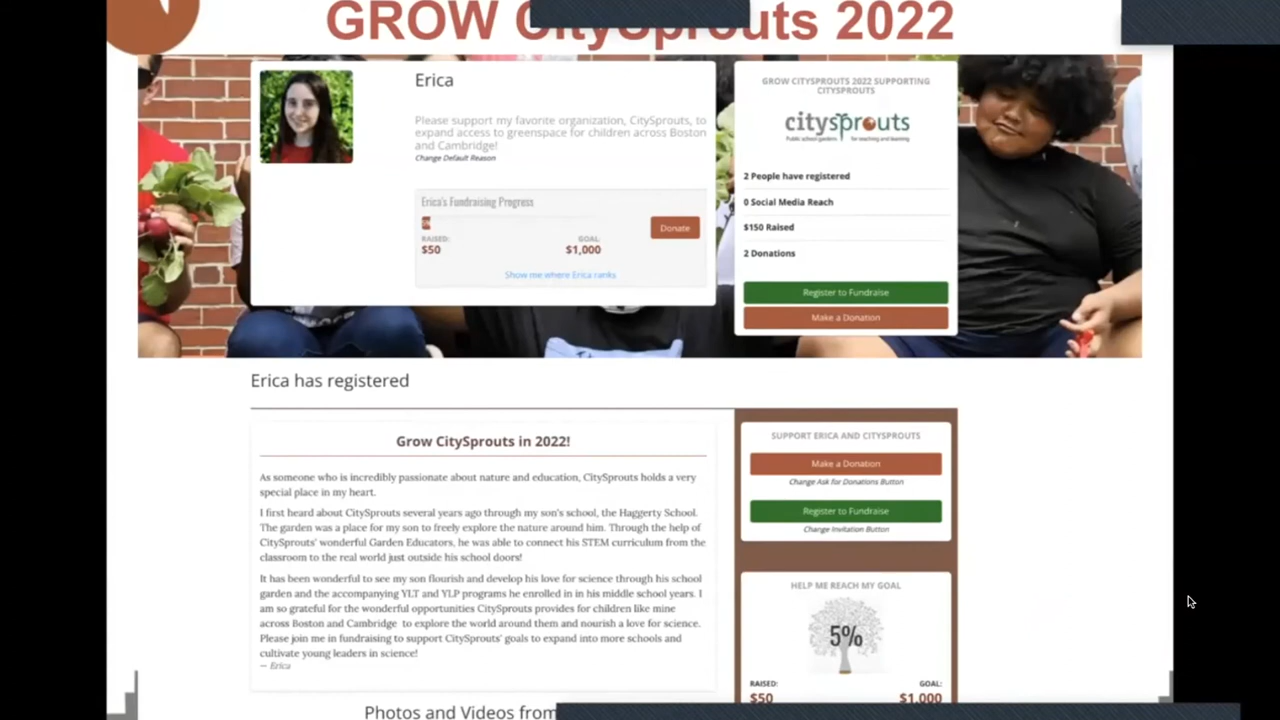 GROW CitySprouts 2022
Erica
Please support my favorite organization, CitySprouts, to
expand access to greenspace for children across Boston
and Cambridge!
Change Default Reason
Erica's Fundraising Progress
RAISED:
GOAL:
$50
$1,000
Donate
Show me where Erica ranks
GROW CITYSPROUTS 2022 SUPPORTING
CITYSPROUTS
citysprouts
Public school gardens for teaching and learning
2 People have registered
0 Social Media Reach
$150 Raised
2 Donations
Register to Fundraise
Make a Donation
Erica has registered
Grow CitySprouts in 2022!
As someone who is incredibly passionate about nature and education, CitySprouts holds a very
special place in my heart.
I first heard about CitySprouts several years ago through my son's school, the Haggerty School.
The garden was a place for my son to freely explore the nature around him. Through the help of
CitySprouts' wonderful Garden Educators, he was able to connect his STEM curriculum from the
classroom to the real world just outside his school doors!
It has been wonderful to see my son flourish and develop his love for science through his school
garden and the accompanying YLT and YLP programs he enrolled in in his middle school years. I
am so grateful for the wonderful opportunities CitySprouts provides for children like mine
across Boston and Cambridge to explore the world around them and nourish a love for science.
Please join me in fundraising to support CitySprouts' goals to expand into more schools and
cultivate young leaders in science!
— Erica
SUPPORT ERICA AND CITYSPROUTS
Make a Donation
Change Ask for Donations Button
Register to Fundraise
Change Invitation Button
HELP ME REACH MY GOAL
5%
RAISED:
GOAL:
$50
$1,000
Photos and Videos from